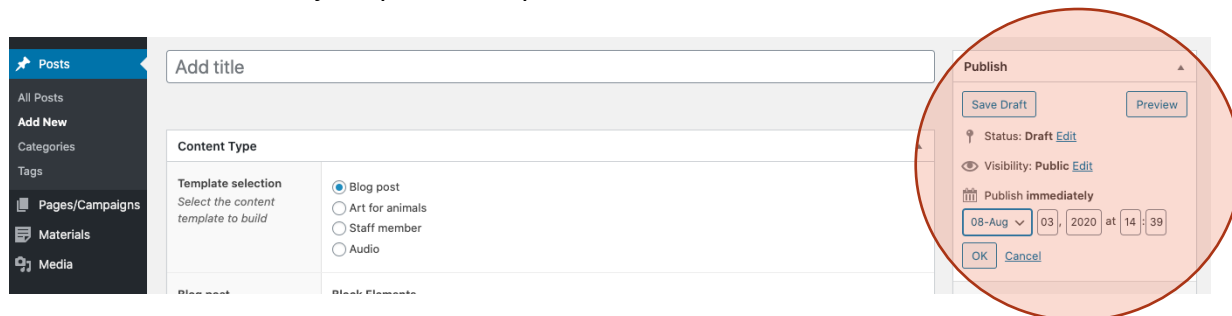 Posts
All Posts
Add New
Categories
Tags
Pages/Campaigns
Materials
Media
Add title
Content Type
Template selection
Select the content
template to build
Blog post
Art for animals
Staff member
Audio
Blog post
Block Elements
Publish
Save Draft Preview
Status: Draft Edit
Visibility: Public Edit
Publish immediately
08-Aug 03, 2020 at 14:39
OK Cancel